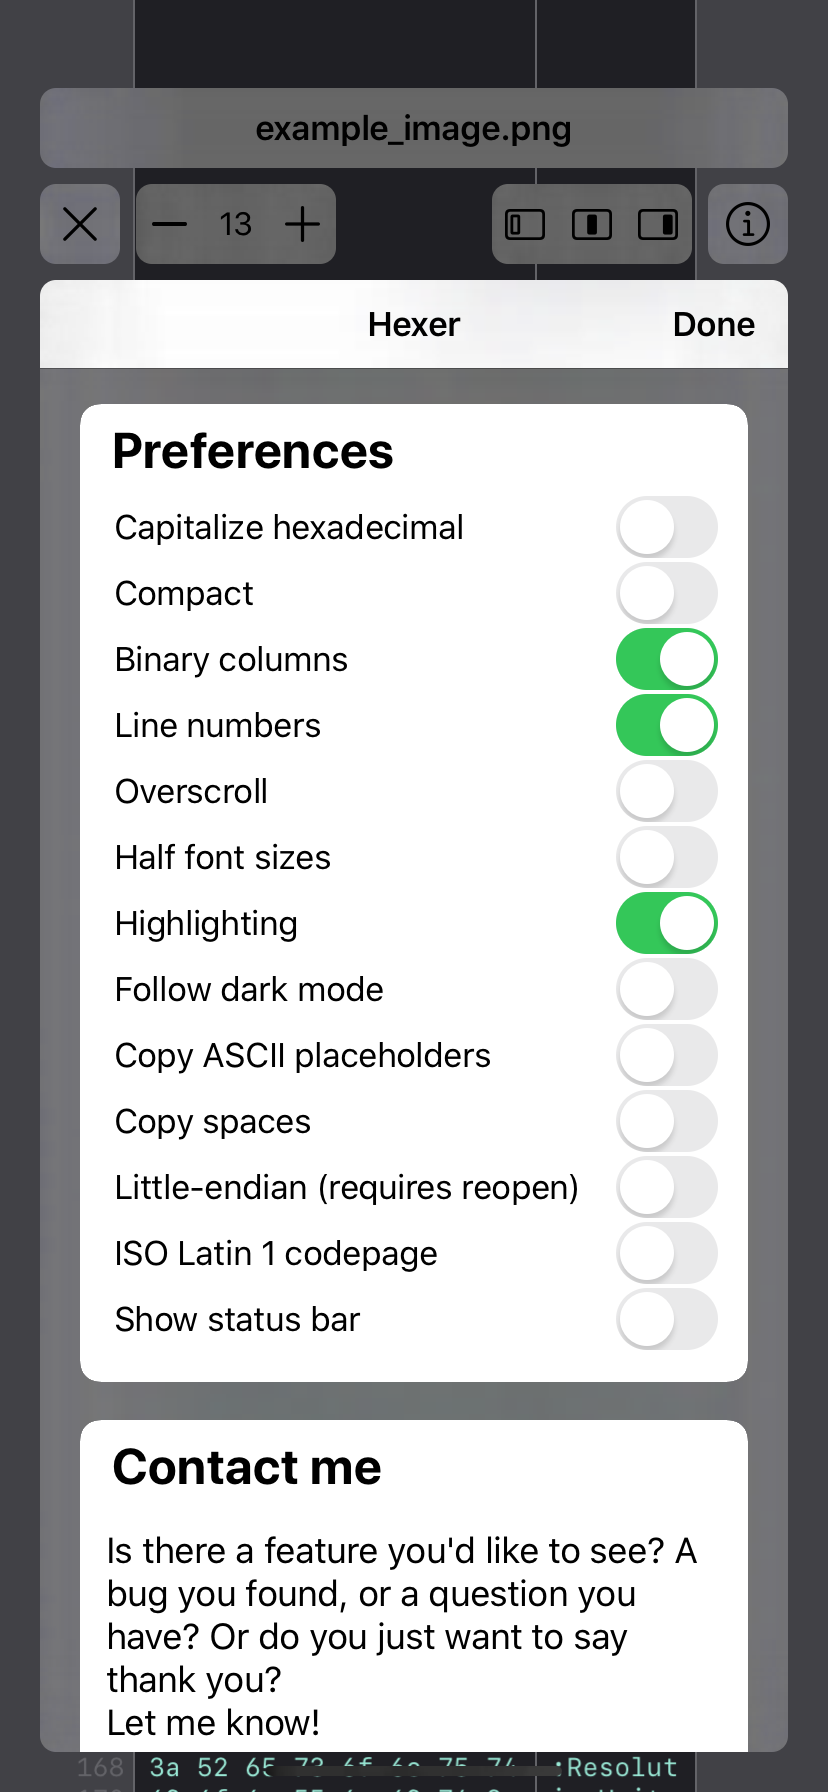 example_image.png
13
Hexer Done
Preferences
Capitalize hexadecimal
Compact
Binary columns
Line numbers
Overscroll
Half font sizes
Highlighting
Follow dark mode
Copy ASCII placeholders
Copy spaces
Little-endian (requires reopen)
ISO Latin 1 codepage
Show status bar
Contact me
Is there a feature you'd like to see? A
bug you found, or a question you
have? Or do you just want to say
thank you?
Let me know!
168 3a 52 65 :Resolut